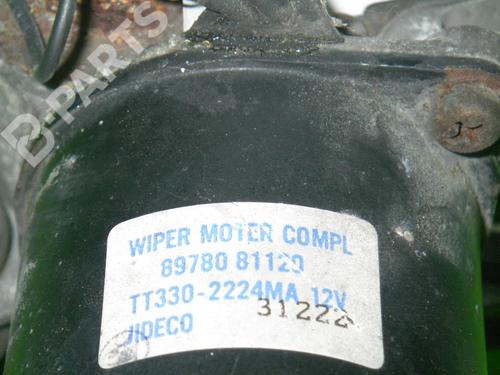 B-PARTS
WIPER MOTER COMPL
89780 81120
TT330-2224MA 12V
31222
JIDECO